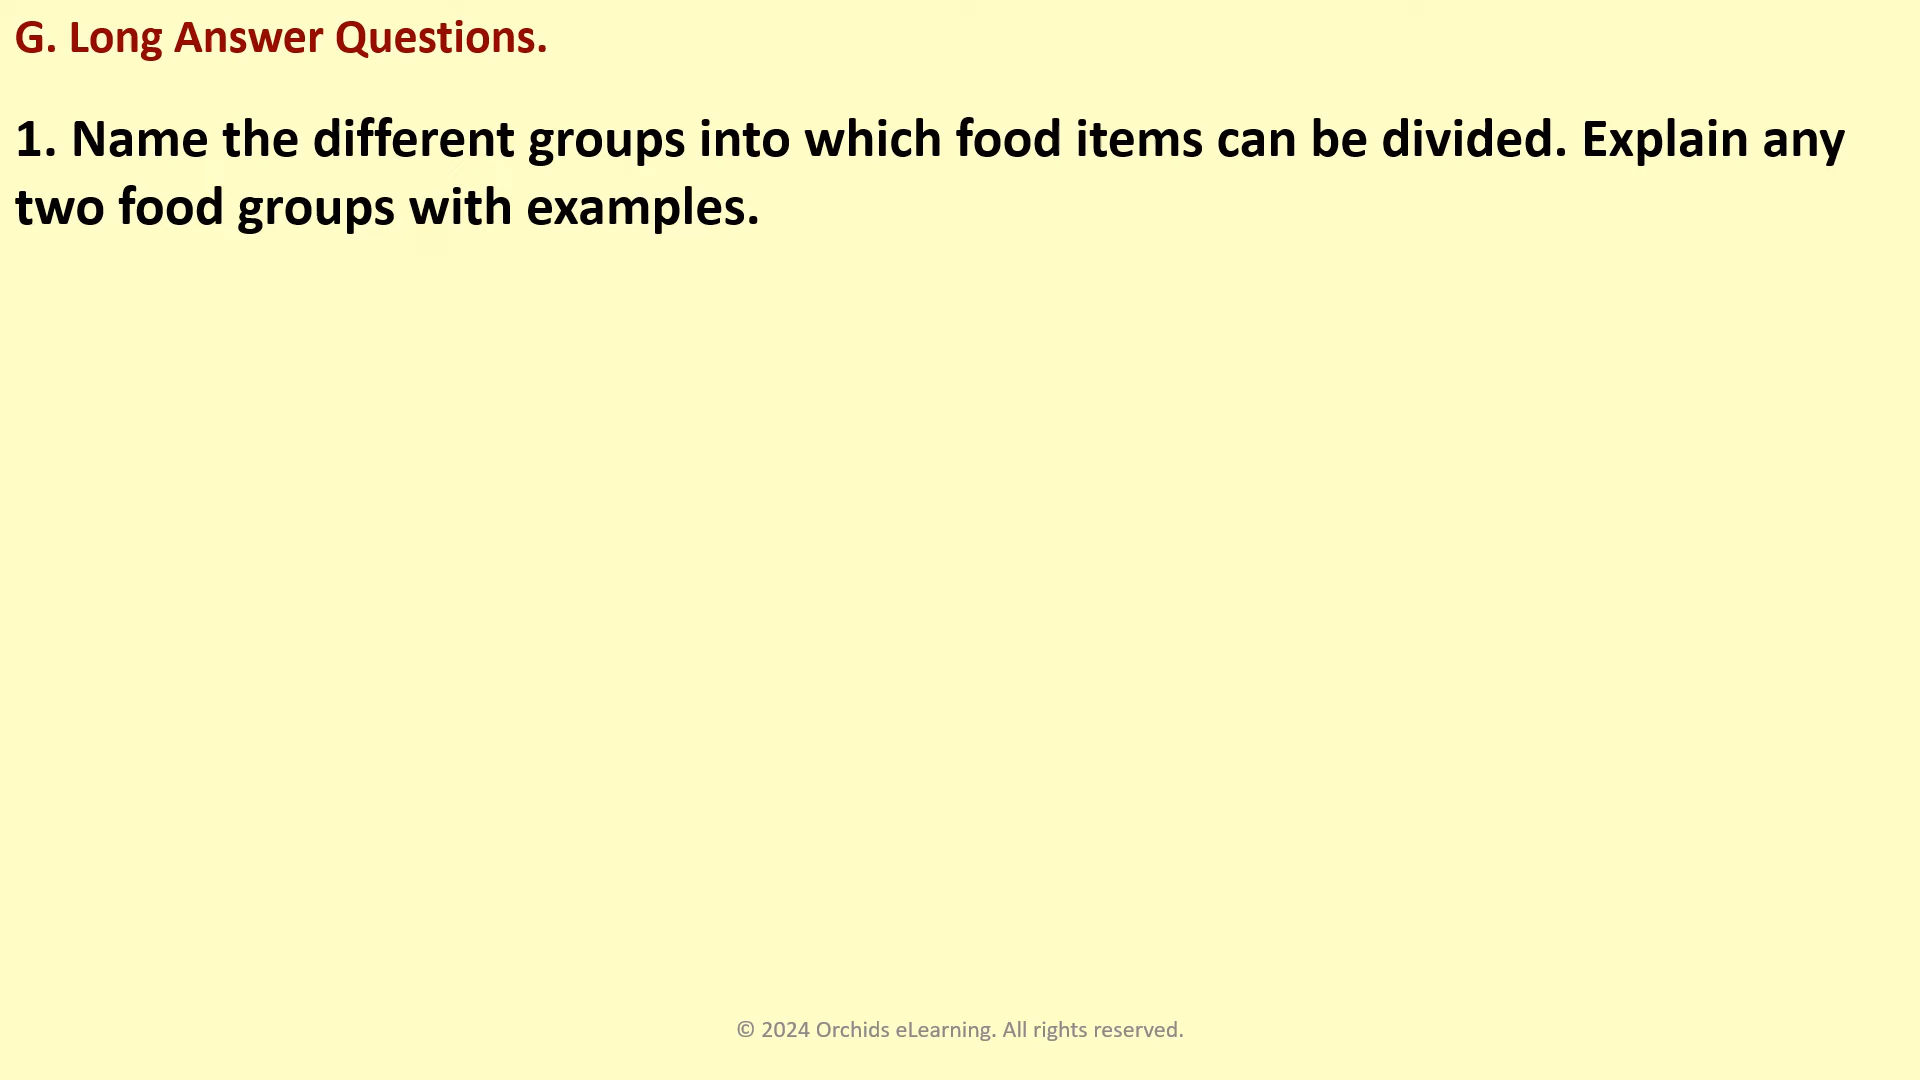 G. Long Answer Questions.
1. Name the different groups into which food items can be divided. Explain any
two food groups with examples.
© 2024 Orchids eLearning. All rights reserved.